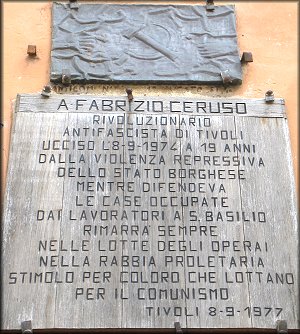 A FABRIZIO CERUSO
RIVOLUZIONARIO
ANTIFASCISTA DI TIVOLI
UCCISO L'8-9-1974 A 19 ANNI
DALLA VIOLENZA REPRESSIVA
DELLO STATO BORGHESE
MENTRE DIFENDEVA
LE CASE OCCUPATE
DAI LAVORATORI A S. BASILIO
RIMARRÀ SEMPRE
NELLE LOTTE DEGLI OPERAI
NELLA RABBIA PROLETARIA
STIMOLO PER COLORO CHE LOTTANO
PER IL COMUNISMO
TIVOLI 8-9-1977